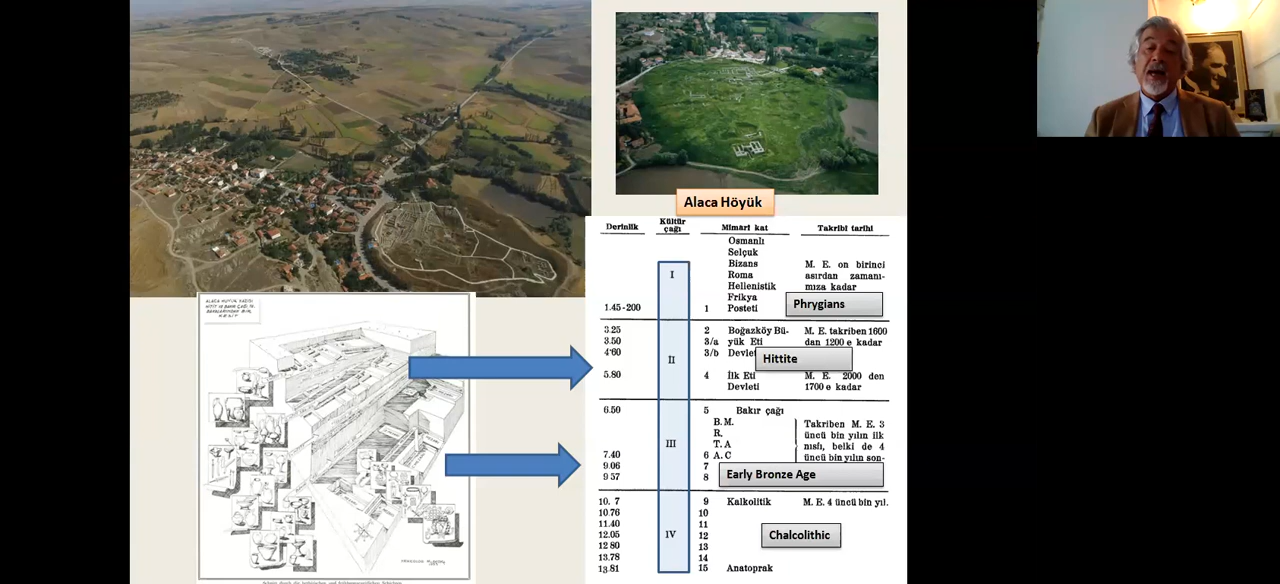 Alaca Höyük
Derinlik Kültür çağı Mimari kat Takribî tarihi
Osmanlı
Selçuk
I Bizans M. E. on birinci
Roma asırdan zamanı-
Hellenistik mıza kadar
Frikya
1.45-200 1 Posteti
Phrygians
3.25 2 Boğazköy Bü- M. E. takriben 1600
3.50 3/a yük Eti dan 1200 e kadar
4'60 II 3/b Devlet
Hittite
5.80 4 İlk Eti M. E. 2000 den
Devleti 1700 e kadar
6.50 5 Bakır çağı
B. M. Takriben M. E. 3
R. üncü bin yılın ilk
III T. A nısfı, belki de 4
7.40 6 A. C üncü bin yılın son-
9.06 7
9 57 8
Early Bronze Age
10. 7 9 Kalkolitik M. E. 4 üncü bin yıl.
10.76 10
11.40 11
12.05 IV 12
Chalcolithic
12 80 13
13.78 14
13.81 15 Anatoprak